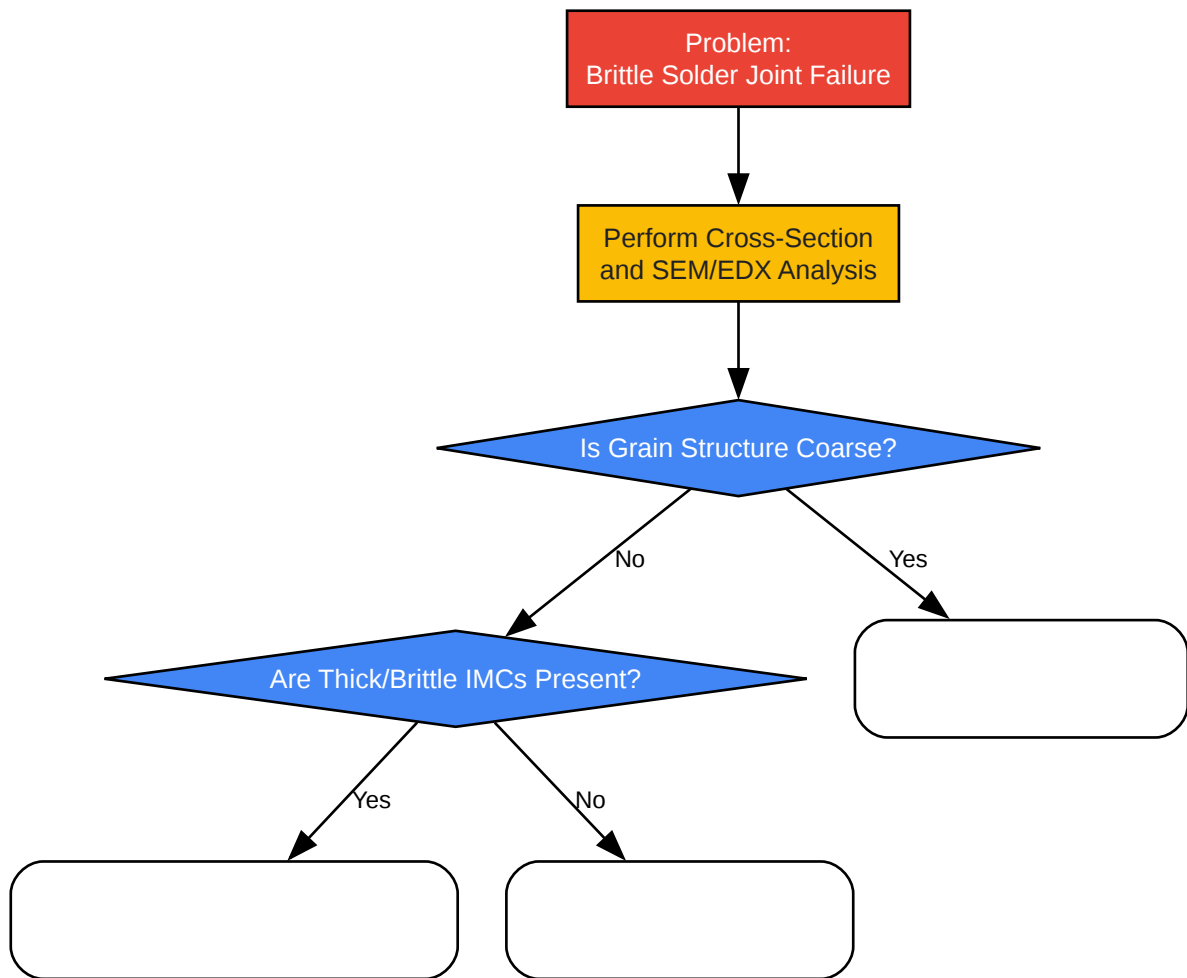 Problem:
Brittle Solder Joint Failure
Perform Cross-Section
and SEM/EDX Analysis
Is Grain Structure Coarse?
No
Yes
Are Thick/Brittle IMCs Present?
Yes
No